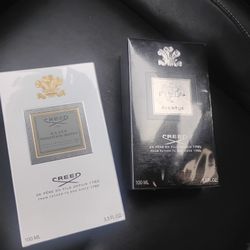 CREED
DE PÈRE EN FILS DEPUIS 1760
FROM FATHER TO SON SINCE 1760
100 ML
3.3 FL.OZ.
AVENTUS
CREED
DE PÈRE EN FILS DEPUIS 1760
FROM FATHER TO SON SINCE 1760
100 ML